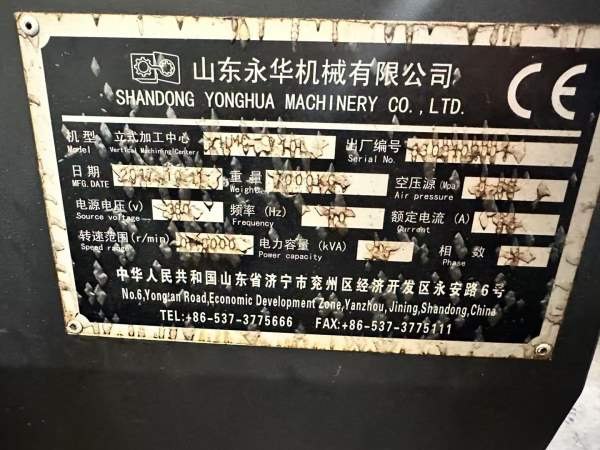 山东永华机械有限公司
SHANDONG YONGHUA MACHINERY CO.,LTD.
CE
机型 立式加工中心 出厂编号
Model Vertical Machining Center Serial No.
日期 重量 空压源 (Mpa)
MFG.DATE Weight Air pressure
电源电压(v) 380 频率 (Hz) 额定电流 (A)
Source voltage Frequency Current
转速范围(r/min) 电力容量 (kVA) 相数
Speed range Power capacity
中华人民共和国山东省济宁市兖州区经济开发区永安路6号
No.6,Yongtan Road,Economic Development Zone,Yanzhou,Jining,Shandong,China
TEL:+86-537-3775666 FAX:+86-537-3775111